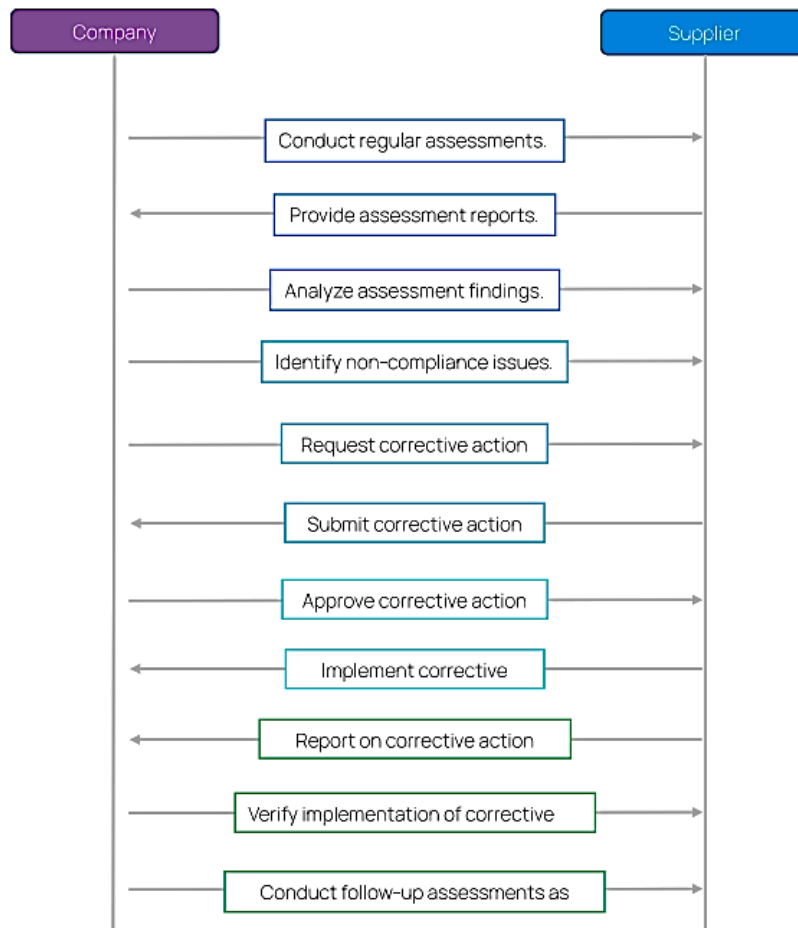 Company
Supplier
Conduct regular assessments.
Provide assessment reports.
Analyze assessment findings.
Identify non-compliance issues.
Request corrective action
Submit corrective action
Approve corrective action
Implement corrective
Report on corrective action
Verify implementation of corrective
Conduct follow-up assessments as